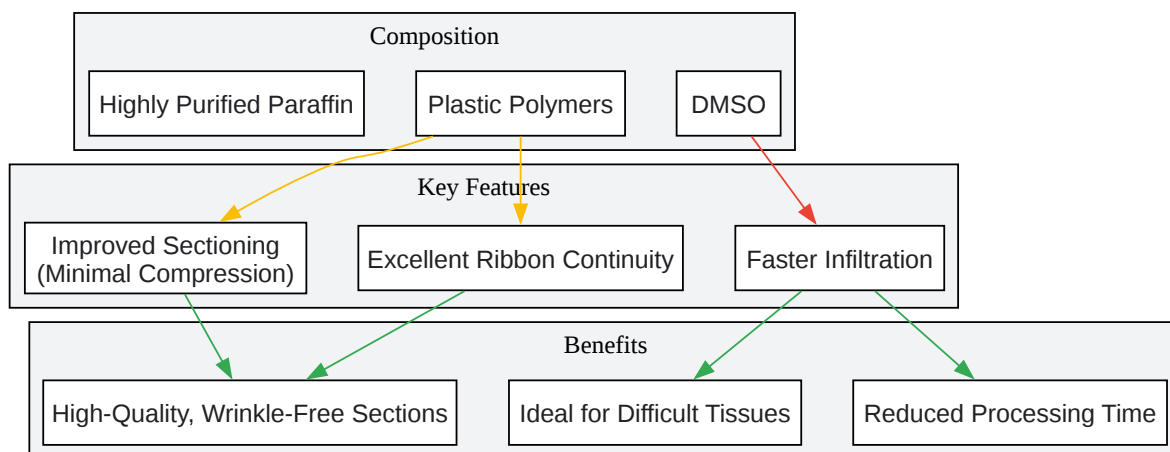 Composition
Highly Purified Paraffin
Plastic Polymers
DMSO
Key Features
Improved Sectioning
(Minimal Compression)
Excellent Ribbon Continuity
Faster Infiltration
Benefits
High-Quality, Wrinkle-Free Sections
Ideal for Difficult Tissues
Reduced Processing Time